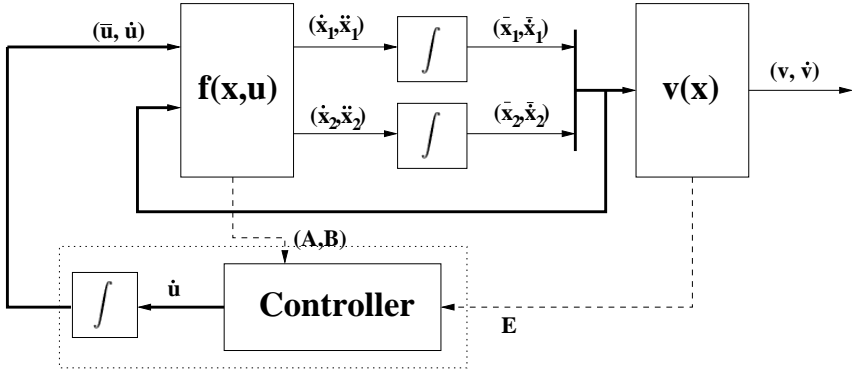 (u̅, u̇)
(ẋ₁,ẍ₁)
∫
(x̄₁,ẋ̄₁)
f(x,u)
v(x)
(v, v̇)
(ẋ₂,ẍ₂)
∫
(x̄₂,ẋ̄₂)
(A,B)
∫
u̇
Controller
E